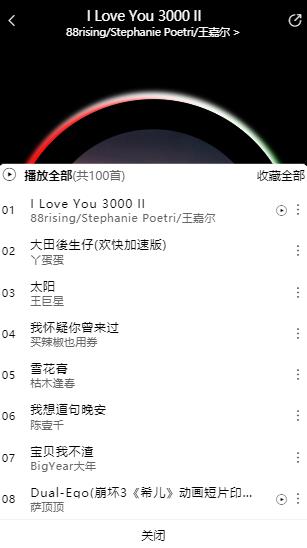 I Love You 3000 II
88rising/Stephanie Poetri/王嘉尔 >
播放全部(共100首) 收藏全部
01 I Love You 3000 II
88rising/Stephanie Poetri/王嘉尔
02 大田後生仔(欢快加速版)
丫蛋蛋
03 太阳
王巨星
04 我怀疑你曾来过
买辣椒也用券
05 雪花膏
枯木逢春
06 我想道句晚安
陈壹千
07 宝贝我不渣
BigYear大年
08 Dual-Ego(崩坏3《希儿》动画短片印...
萨顶顶
关闭